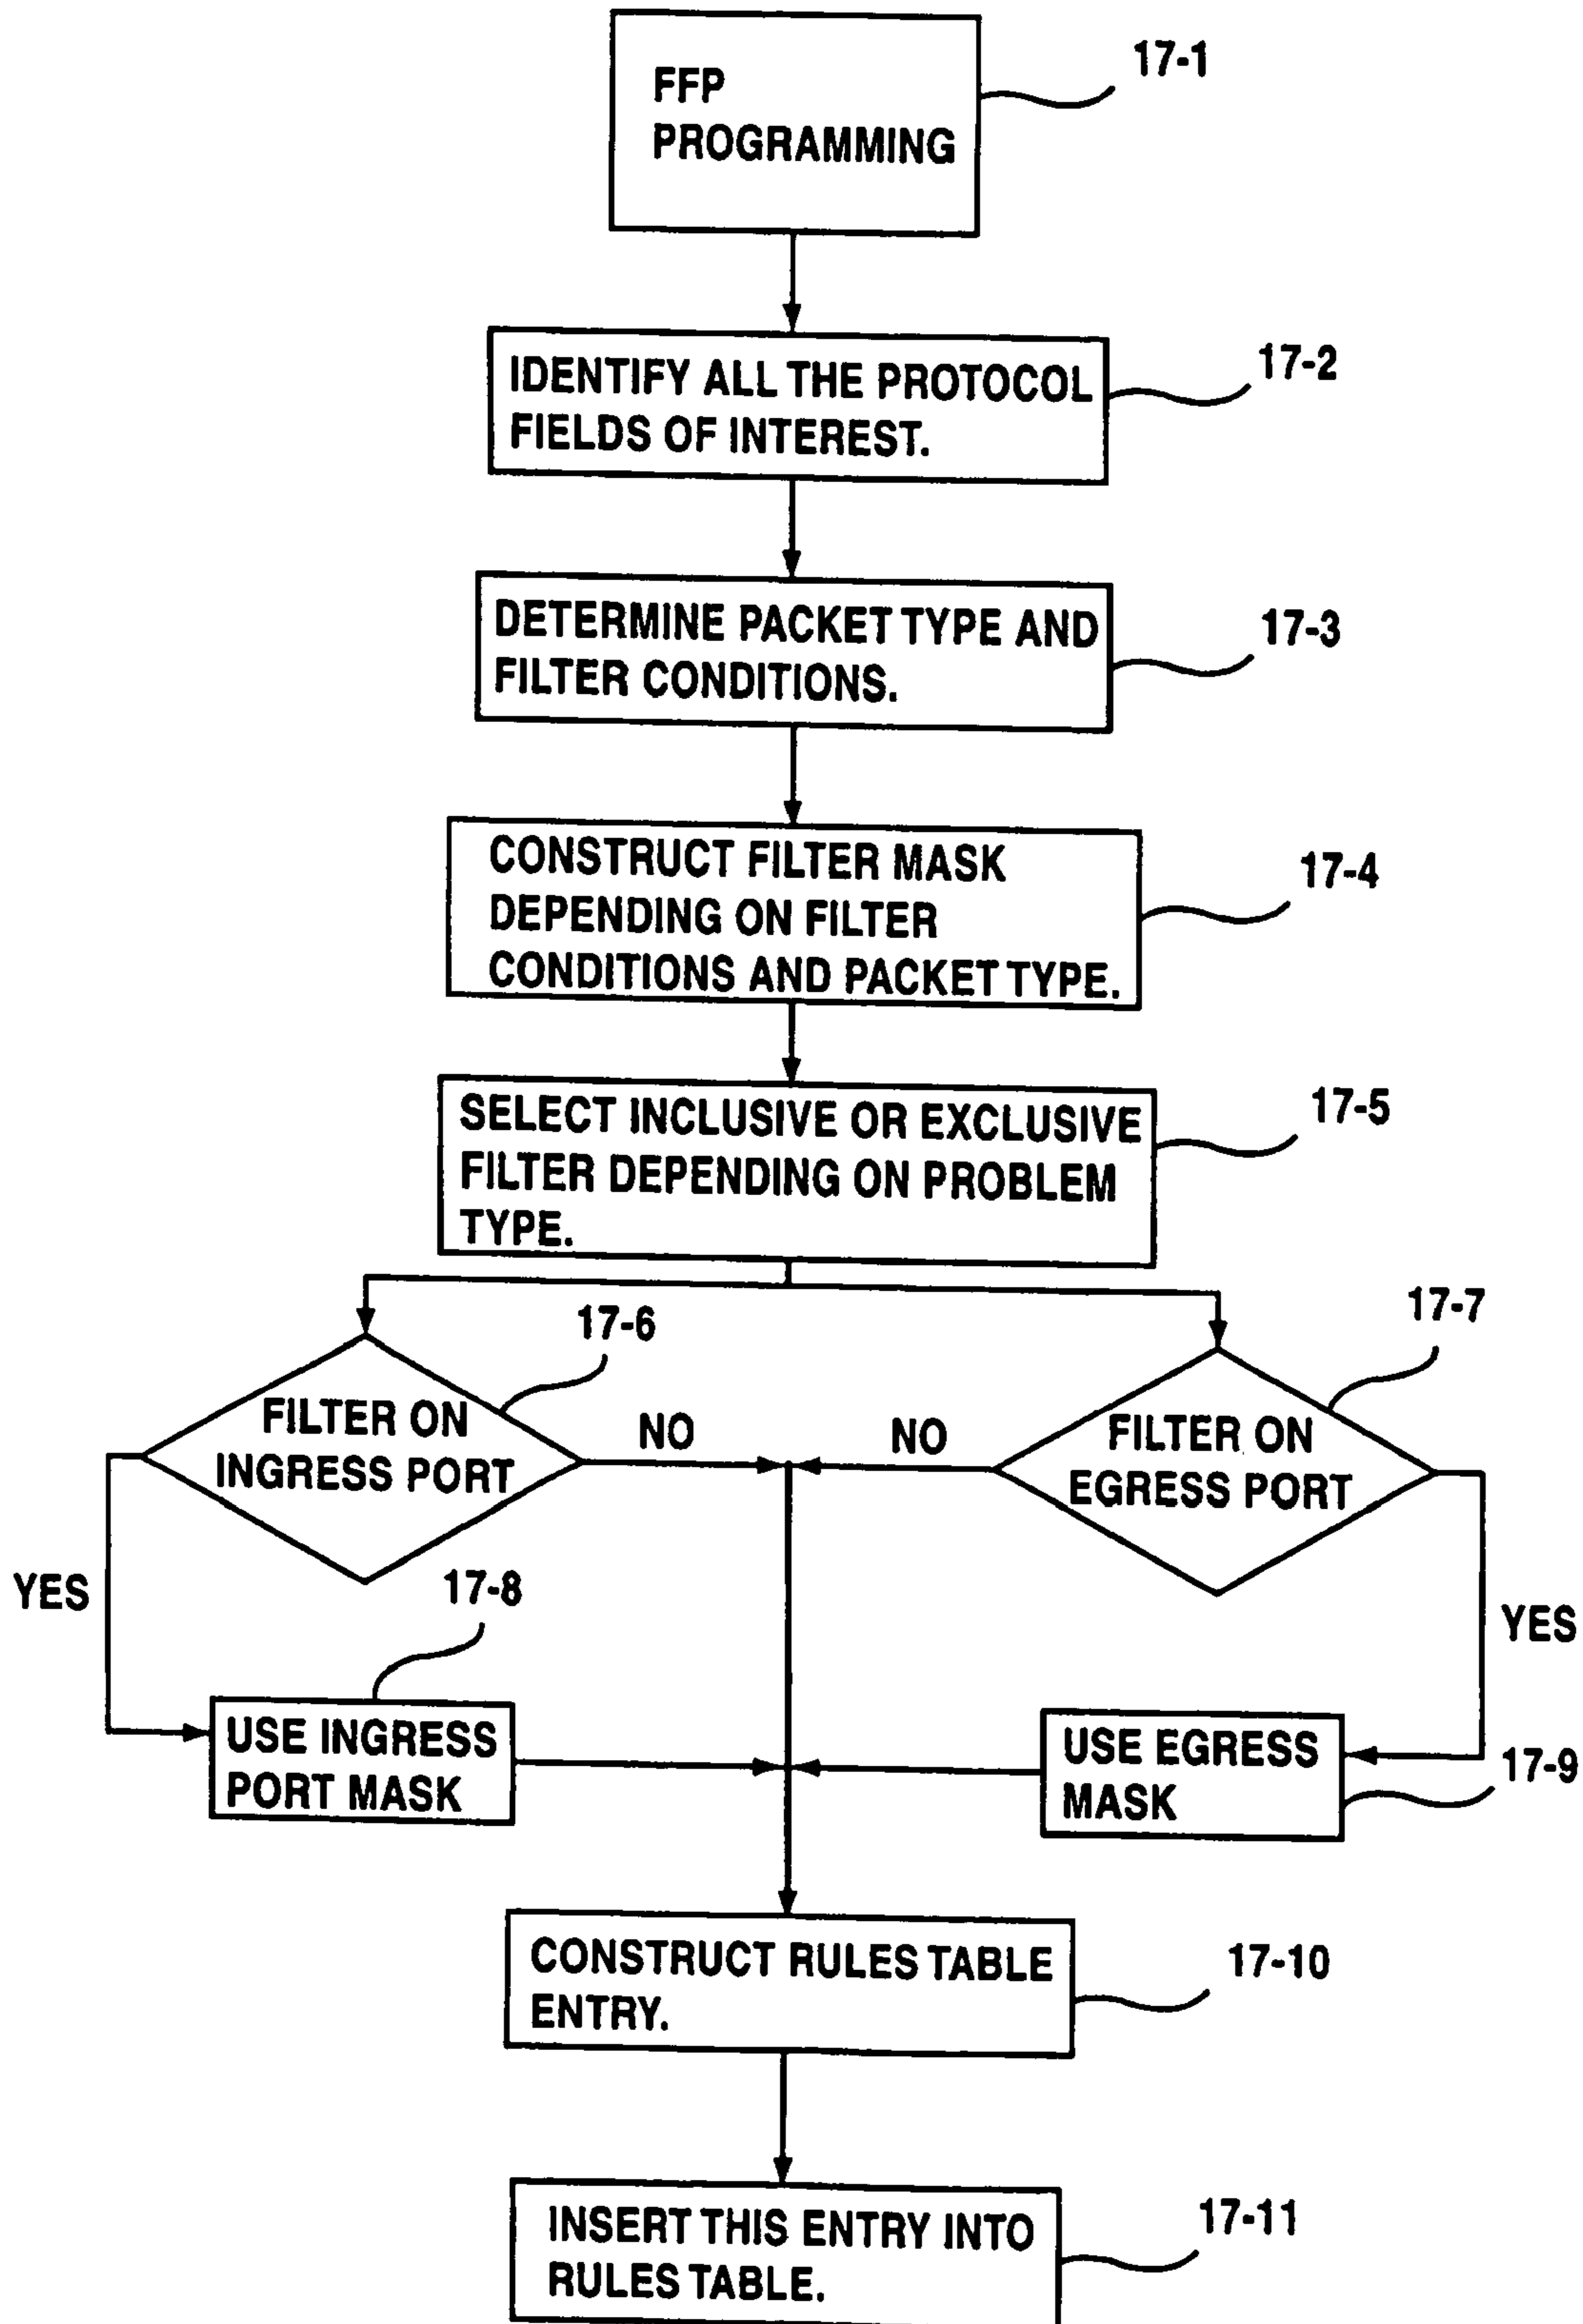 FFP
PROGRAMMING
17-1
IDENTIFY ALL THE PROTOCOL
FIELDS OF INTEREST.
17-2
DETERMINE PACKET TYPE AND
FILTER CONDITIONS.
17-3
CONSTRUCT FILTER MASK
DEPENDING ON FILTER
CONDITIONS AND PACKET TYPE.
17-4
SELECT INCLUSIVE OR EXCLUSIVE
FILTER DEPENDING ON PROBLEM
TYPE.
17-5
17-6
17-7
FILTER ON
INGRESS PORT
NO
NO
FILTER ON
EGRESS PORT
YES
17-8
YES
USE INGRESS
PORT MASK
USE EGRESS
MASK
17-9
CONSTRUCT RULES TABLE
ENTRY.
17-10
INSERT THIS ENTRY INTO
RULES TABLE.
17-11